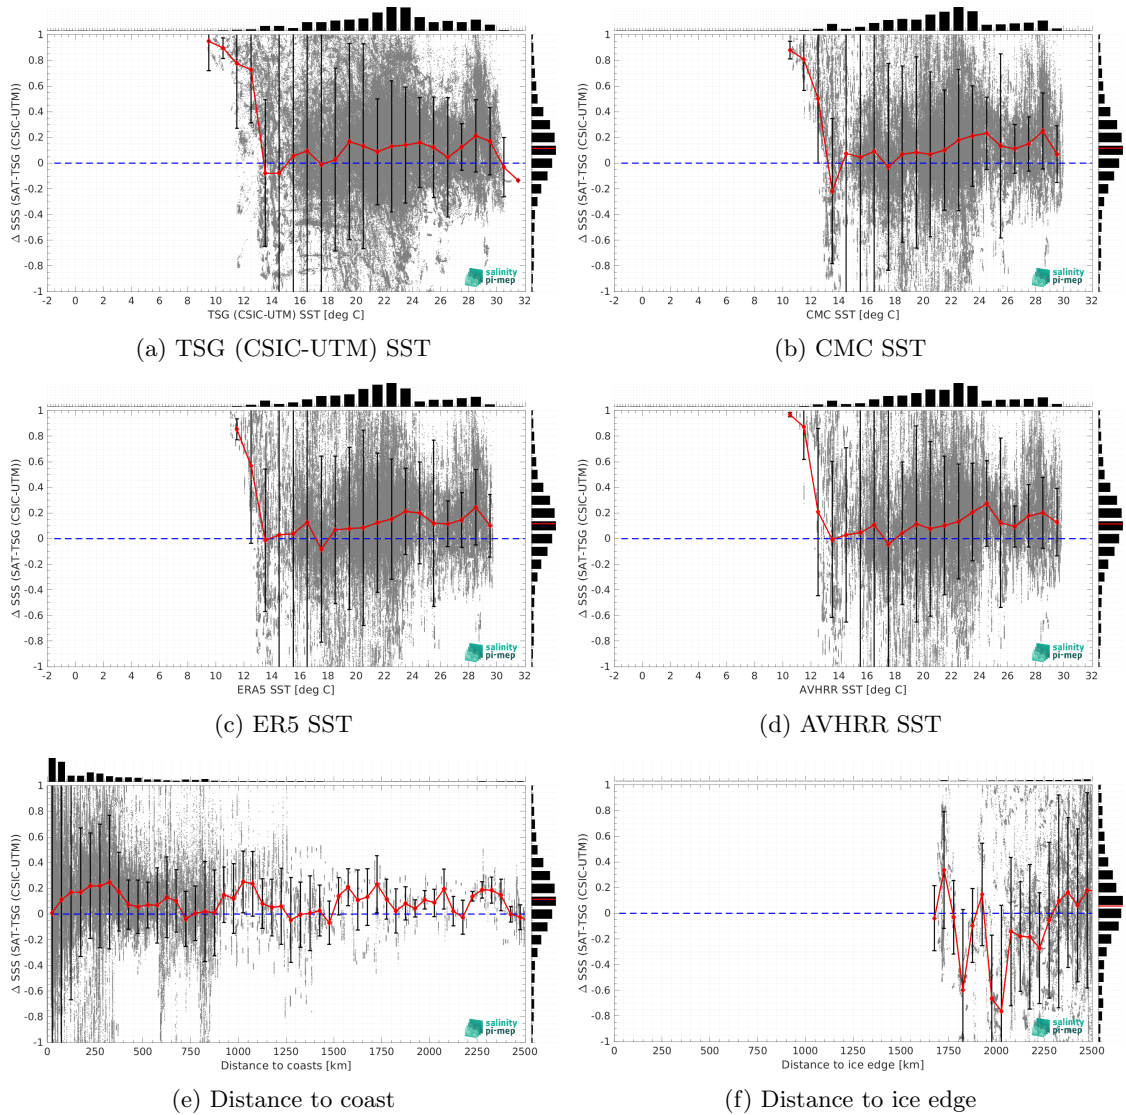 1
0.8
0.6
0.4
0.2
0
-0.2
-0.4
-0.6
-0.8
-1
Δ SSS (SAT-TSG (CSIC-UTM))
-2 0 2 4 6 8 10 12 14 16 18 20 22 24 26 28 30 32
TSG (CSIC-UTM) SST [deg C]
salinity
pi-mep
(a) TSG (CSIC-UTM) SST
1
0.8
0.6
0.4
0.2
0
-0.2
-0.4
-0.6
-0.8
-1
Δ SSS (SAT-TSG (CSIC-UTM))
-2 0 2 4 6 8 10 12 14 16 18 20 22 24 26 28 30 32
CMC SST [deg C]
salinity
pi-mep
(b) CMC SST
1
0.8
0.6
0.4
0.2
0
-0.2
-0.4
-0.6
-0.8
-1
Δ SSS (SAT-TSG (CSIC-UTM))
-2 0 2 4 6 8 10 12 14 16 18 20 22 24 26 28 30 32
ERA5 SST [deg C]
salinity
pi-mep
(c) ER5 SST
1
0.8
0.6
0.4
0.2
0
-0.2
-0.4
-0.6
-0.8
-1
Δ SSS (SAT-TSG (CSIC-UTM))
-2 0 2 4 6 8 10 12 14 16 18 20 22 24 26 28 30 32
AVHRR SST [deg C]
salinity
pi-mep
(d) AVHRR SST
1
0.8
0.6
0.4
0.2
0
-0.2
-0.4
-0.6
-0.8
-1
Δ SSS (SAT-TSG (CSIC-UTM))
0 250 500 750 1000 1250 1500 1750 2000 2250 2500
Distance to coasts [km]
salinity
pi-mep
(e) Distance to coast
1
0.8
0.6
0.4
0.2
0
-0.2
-0.4
-0.6
-0.8
-1
Δ SSS (SAT-TSG (CSIC-UTM))
0 250 500 750 1000 1250 1500 1750 2000 2250 2500
Distance to ice edge [km]
salinity
pi-mep
(f) Distance to ice edge